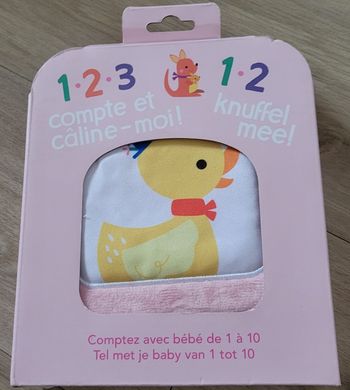 1·2·3
compte et
câline-moi!
1·2
knuffel
mee!
Comptez avec bébé de 1 à 10
Tel met je baby van 1 tot 10